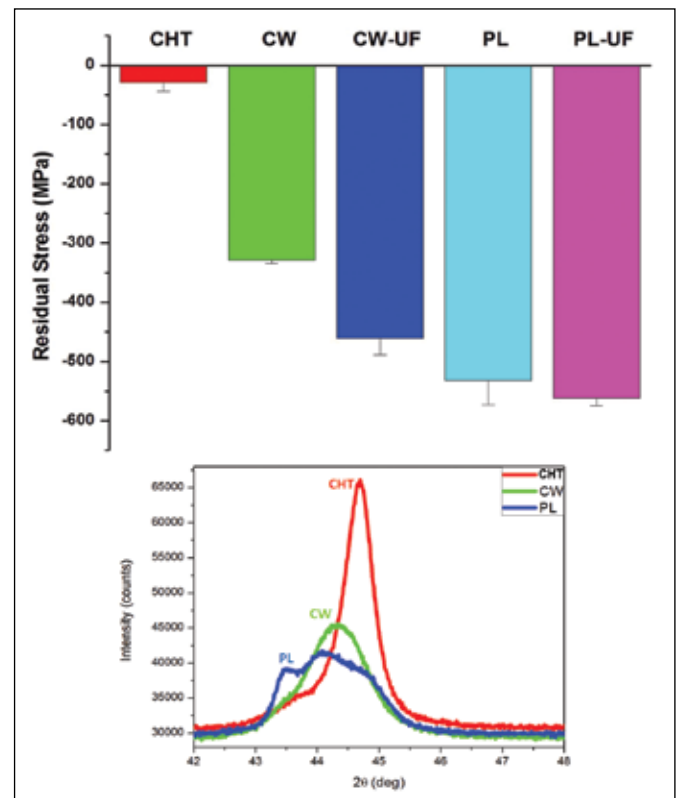 CHT CW CW-UF PL PL-UF
0
-100
-200
-300
-400
-500
-600
Residual Stress (MPa)
CHT
CW
PL
CHT
CW
PL
65000
60000
55000
50000
45000
40000
35000
30000
Intensity (counts)
42 43 44 45 46 47 48
2θ (deg)